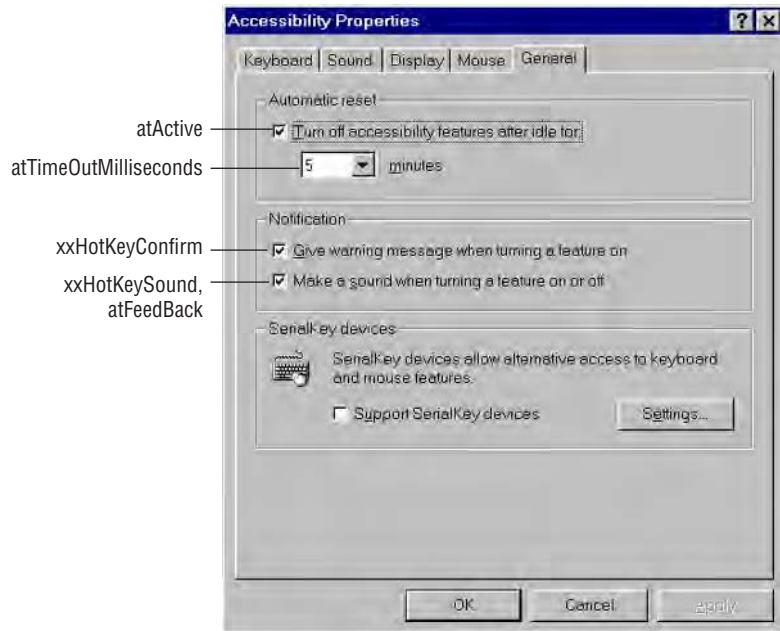 Accessibility Properties
? ×
Keyboard Sound Display Mouse General
Automatic reset
atActive
Turn off accessibility features after idle for:
atTimeOutMilliseconds
5 minutes
Notification
xxHotKeyConfirm
Give warning message when turning a feature on
xxHotKeySound,
atFeedBack
Make a sound when turning a feature on or off
SerialKey devices
SerialKey devices allow alternative access to keyboard
and mouse features.
Support SerialKey devices
Settings...
OK Cancel Apply